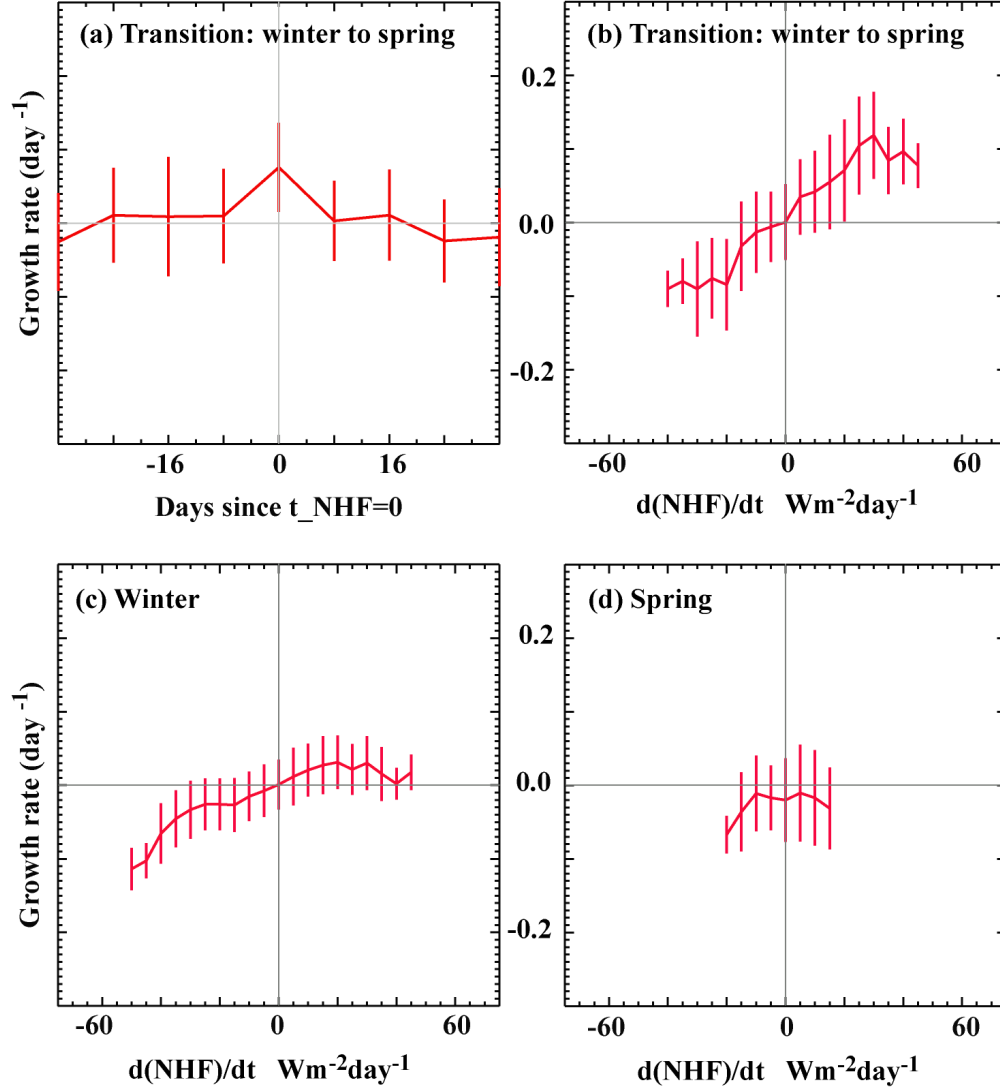 (a) Transition: winter to spring
(b) Transition: winter to spring
Growth rate (day⁻¹)
0.2
0.0
-0.2
-16 0 16
-60 0 60
Days since t_NHF=0
d(NHF)/dt Wm⁻²day⁻¹
(c) Winter
(d) Spring
Growth rate (day⁻¹)
0.2
0.0
-0.2
-60 0 60
-60 0 60
d(NHF)/dt Wm⁻²day⁻¹
d(NHF)/dt Wm⁻²day⁻¹